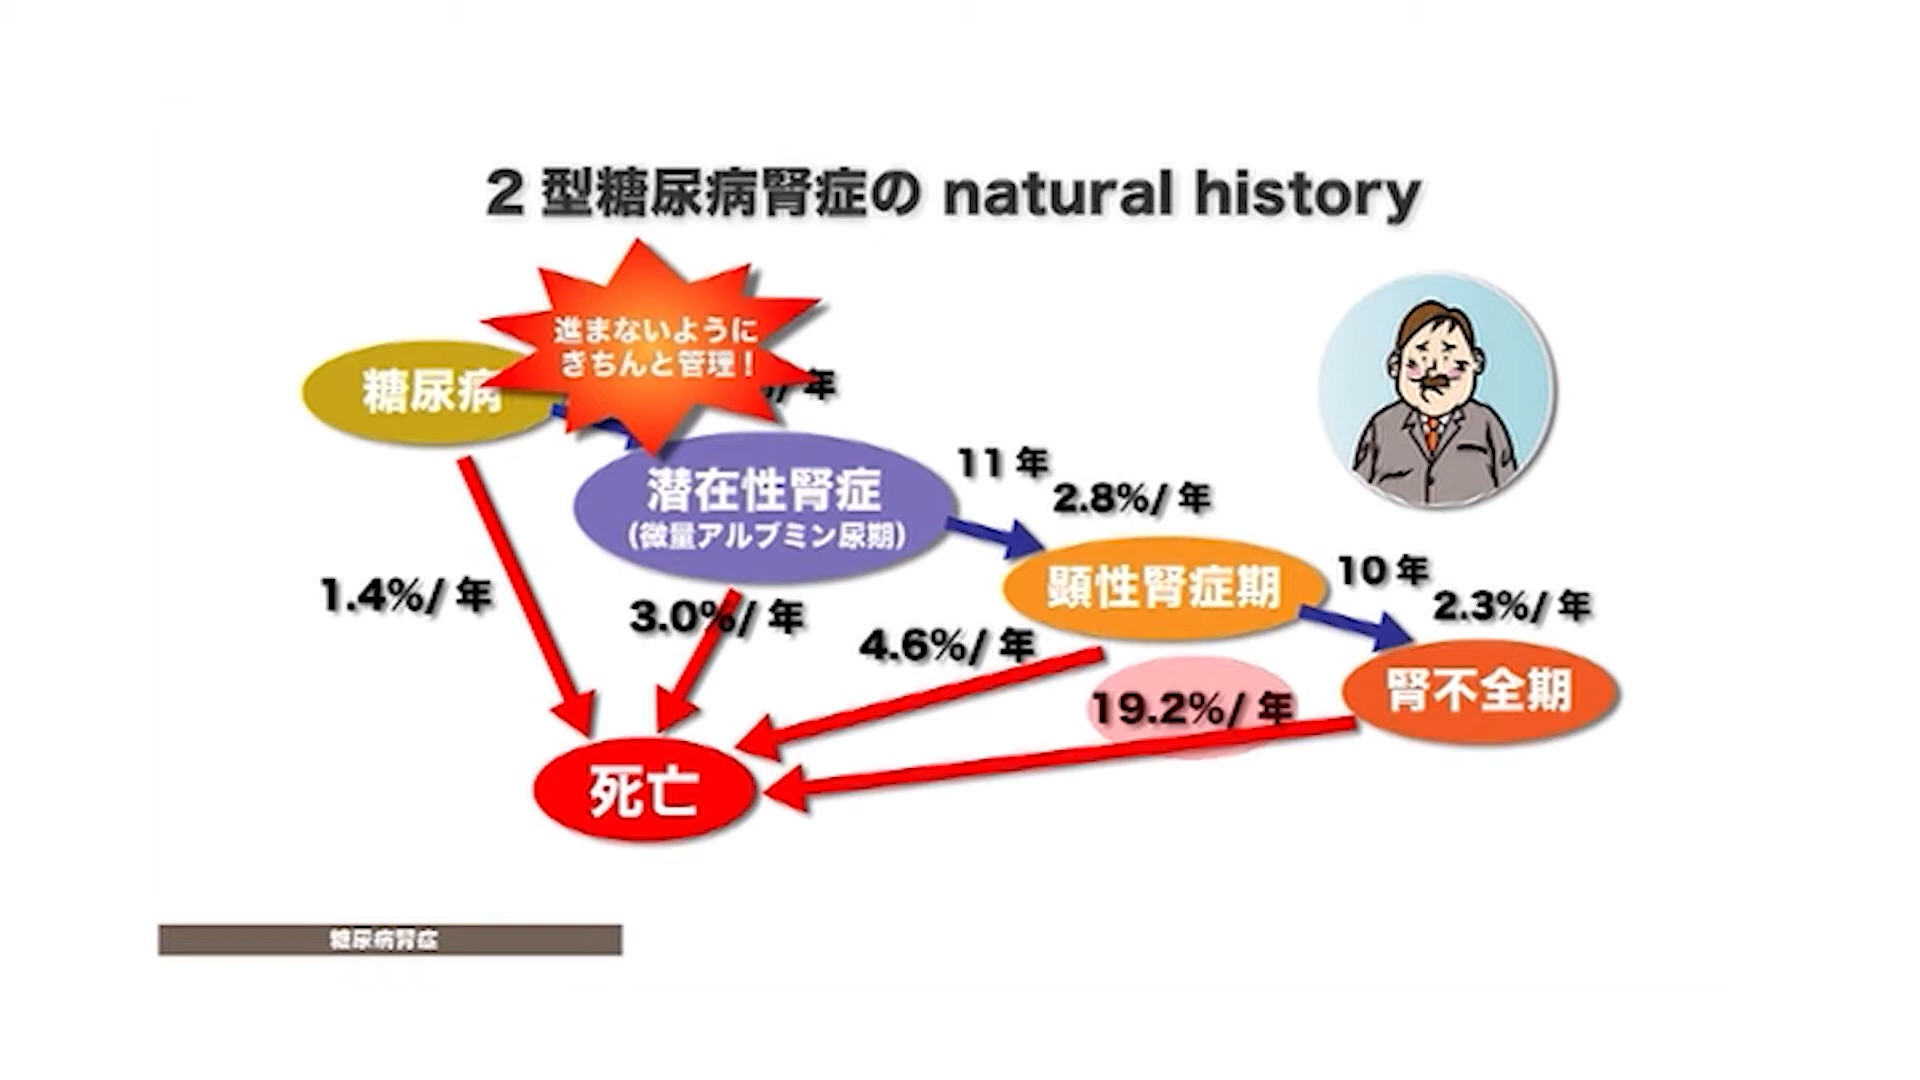 2型糖尿病腎症の natural history
進まないように
きちんと管理!
糖尿病
/ 年
潜在性腎症
(微量アルブミン尿期)
11 年
2.8%/ 年
顕性腎症期
10 年
2.3%/ 年
腎不全期
1.4%/ 年
3.0%/ 年
4.6%/ 年
19.2%/ 年
死亡
糖尿病腎症